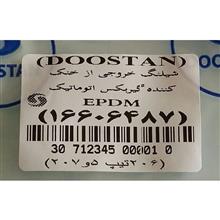 (DOOSTAN)
شیلنگ خروجی از خنک
کننده گیربکس اتوماتیک
EPDM
(۱۶۶۰۶۴۸۷)
30 712345 00001 0
(۲۰۶ تیپ ۵ و ۲۰۷)